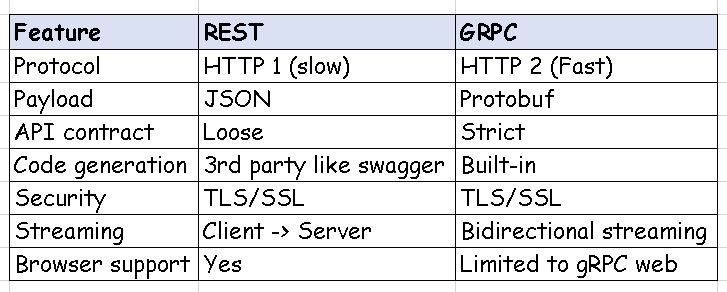 Feature REST GRPC
Protocol HTTP 1 (slow) HTTP 2 (Fast)
Payload JSON Protobuf
API contract Loose Strict
Code generation 3rd party like swagger Built-in
Security TLS/SSL TLS/SSL
Streaming Client -> Server Bidirectional streaming
Browser support Yes Limited to gRPC web